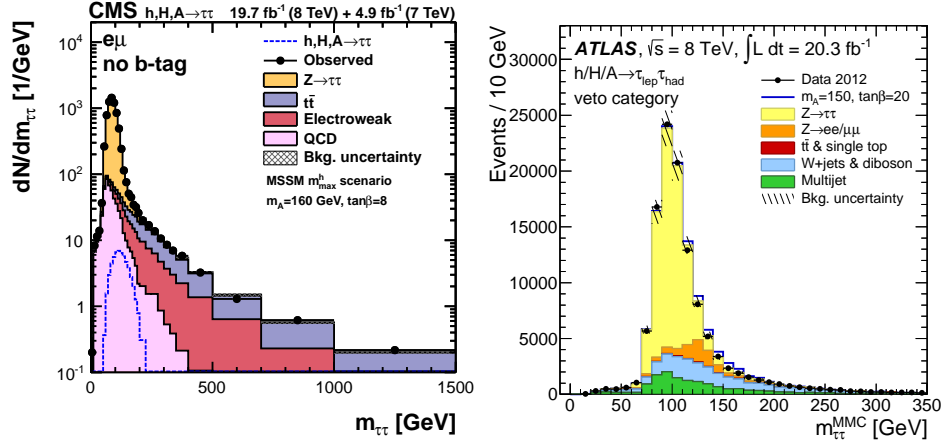 CMS h,H,A→ττ 19.7 fb⁻¹ (8 TeV) + 4.9 fb⁻¹ (7 TeV)
dN/dm_ττ [1/GeV]
10⁴
10³
10²
10
1
10⁻¹
eμ
no b-tag
h,H,A→ττ
Observed
Z→ττ
tt̄
Electroweak
QCD
Bkg. uncertainty
MSSM m^h_max scenario
m_A=160 GeV, tanβ=8
0 500 1000 1500
m_ττ [GeV]
Events / 10 GeV
30000
25000
20000
15000
10000
5000
0
ATLAS, √s = 8 TeV, ∫L dt = 20.3 fb⁻¹
h/H/A→τ_lep τ_had
veto category
Data 2012
m_A=150, tanβ=20
Z→ττ
Z→ee/μμ
tt̄ & single top
W+jets & diboson
Multijet
Bkg. uncertainty
0 50 100 150 200 250 300 350
m_ττ^MMC [GeV]